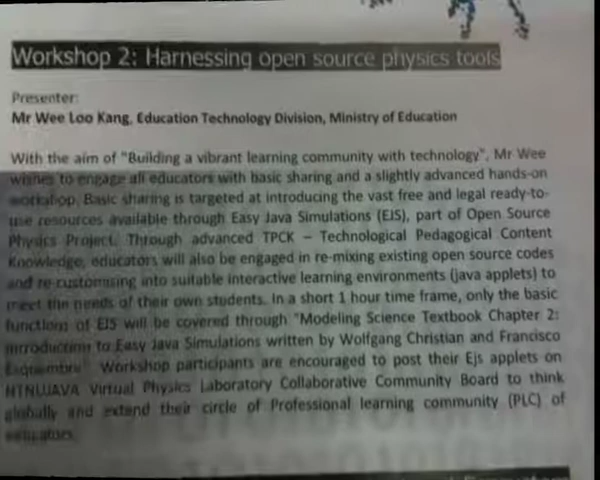 Workshop 2: Harnessing open source physics tools
Presenter:
Mr Wee Loo Kang, Education Technology Division, Ministry of Education
With the aim of "Building a vibrant learning community with technology", Mr Wee
wishes to engage all educators with basic sharing and a slightly advanced hands-on
workshop. Basic sharing is targeted at introducing the vast free and legal ready-to-
use resources available through Easy Java Simulations (EJS), part of Open Source
Physics Project. Through advanced TPCK – Technological Pedagogical Content
Knowledge, educators will also be engaged in re-mixing existing open source codes
and re-customising into suitable interactive learning environments (java applets) to
meet the needs of their own students. In a short 1 hour time frame, only the basic
functions of EJS will be covered through "Modeling Science Textbook Chapter 2:
Introduction to Easy Java Simulations written by Wolfgang Christian and Francisco
Esquembre". Workshop participants are encouraged to post their Ejs applets on
NTNUJAVA Virtual Physics Laboratory Collaborative Community Board to think
globally and extend their circle of Professional learning community (PLC) of
educators.